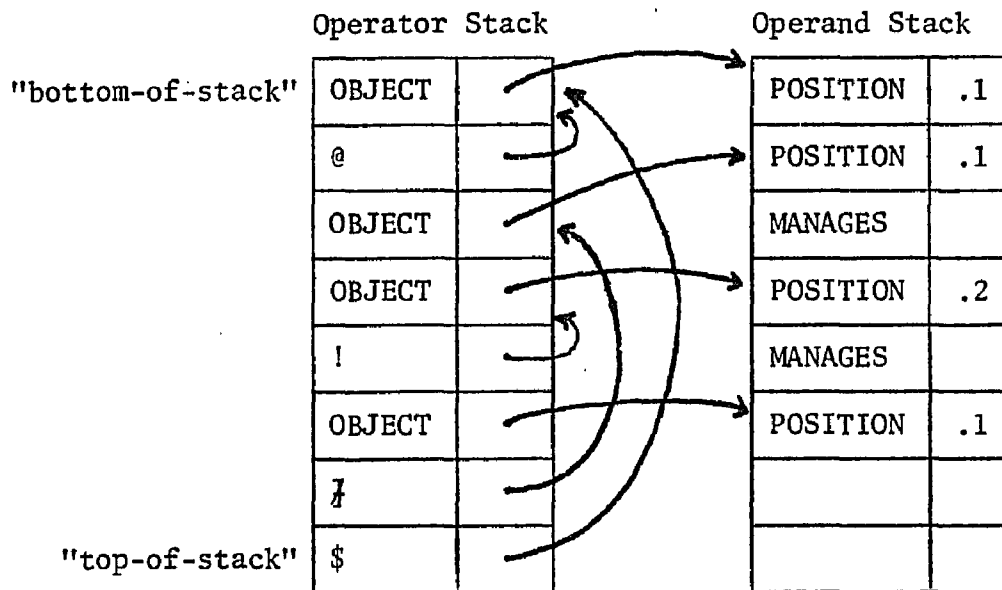 Operator Stack Operand Stack
"bottom-of-stack" OBJECT POSITION .1
@ POSITION .1
OBJECT MANAGES
OBJECT POSITION .2
! MANAGES
OBJECT POSITION .1
"top-of-stack" $